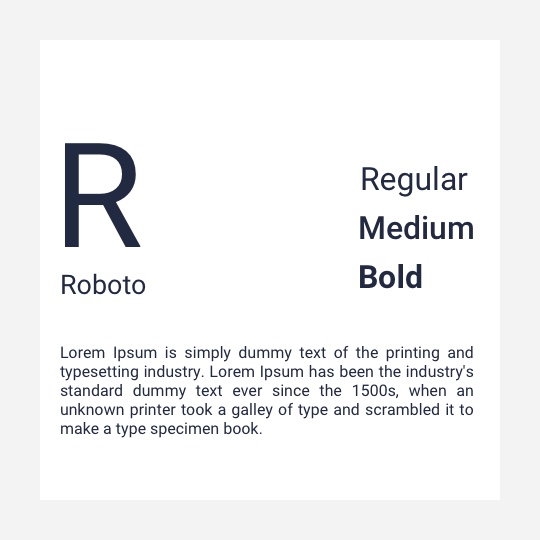 R
Roboto
Regular
Medium
Bold
Lorem Ipsum is simply dummy text of the printing and
typesetting industry. Lorem Ipsum has been the industry's
standard dummy text ever since the 1500s, when an
unknown printer took a galley of type and scrambled it to
make a type specimen book.